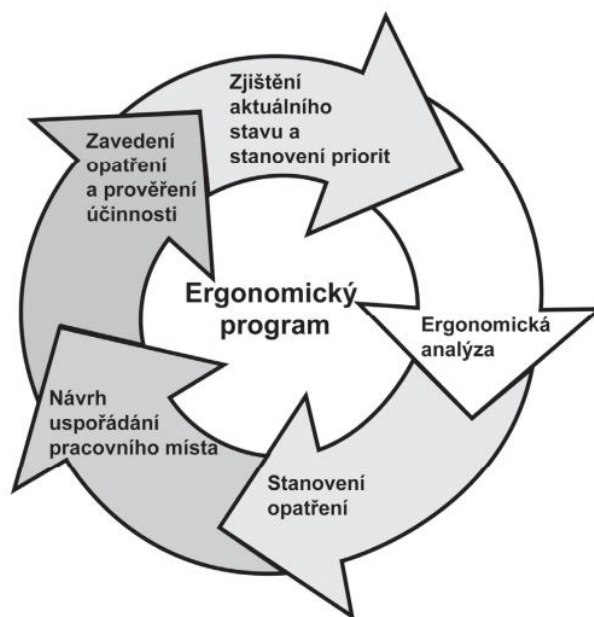 Zjištění
aktuálního
stavu a
stanovení priorit
Ergonomická
analýza
Stanovení
opatření
Návrh
uspořádání
pracovního místa
Zavedení
opatření
a prověření
účinnosti
Ergonomický
program